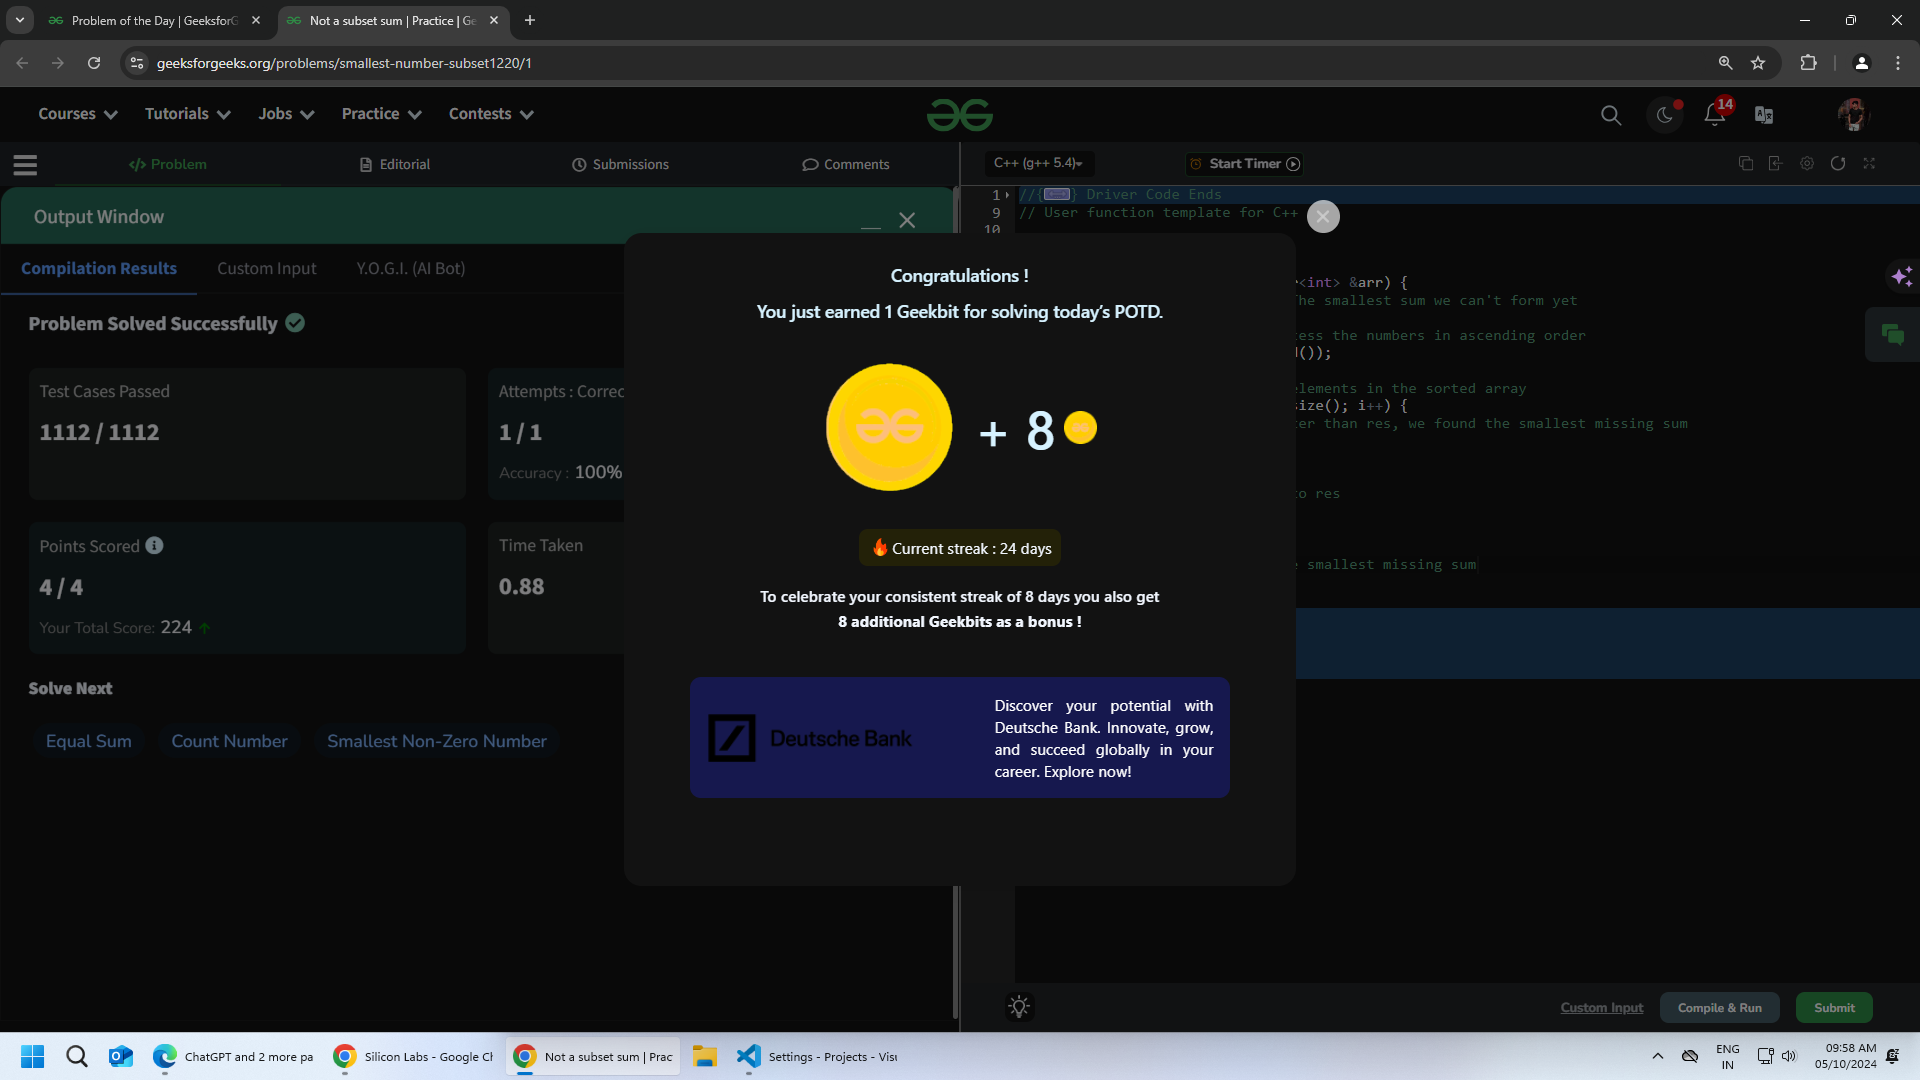 Problem of the Day | GeeksforG
Not a subset sum | Practice | Ge
geeksforgeeks.org/problems/smallest-number-subset1220/1
Courses
Tutorials
Jobs
Practice
Contests
14
Problem
Editorial
Submissions
Comments
C++ (g++ 5.4)
Start Timer
Output Window
Compilation Results
Custom Input
Y.O.G.I. (AI Bot)
Problem Solved Successfully
Test Cases Passed
1112 / 1112
Attempts : Correc
1 / 1
Accuracy : 100%
Points Scored
4 / 4
Your Total Score: 224
Time Taken
0.88
Solve Next
Equal Sum
Count Number
Smallest Non-Zero Number
Congratulations !
You just earned 1 Geekbit for solving today’s POTD.
+ 8
Current streak : 24 days
To celebrate your consistent streak of 8 days you also get
8 additional Geekbits as a bonus !
Deutsche Bank
Discover your potential with
Deutsche Bank. Innovate, grow,
and succeed globally in your
career. Explore now!
1 //{ } Driver Code Ends
9 // User function template for C++
10
<int> &arr) {
he smallest sum we can't form yet
ess the numbers in ascending order
());
elements in the sorted array
size(); i++) {
ter than res, we found the smallest missing sum
to res
smallest missing sum
Custom Input
Compile & Run
Submit
ChatGPT and 2 more pa
Silicon Labs - Google Ch
Not a subset sum | Prac
Settings - Projects - Visu
ENG
IN
09:58 AM
05/10/2024